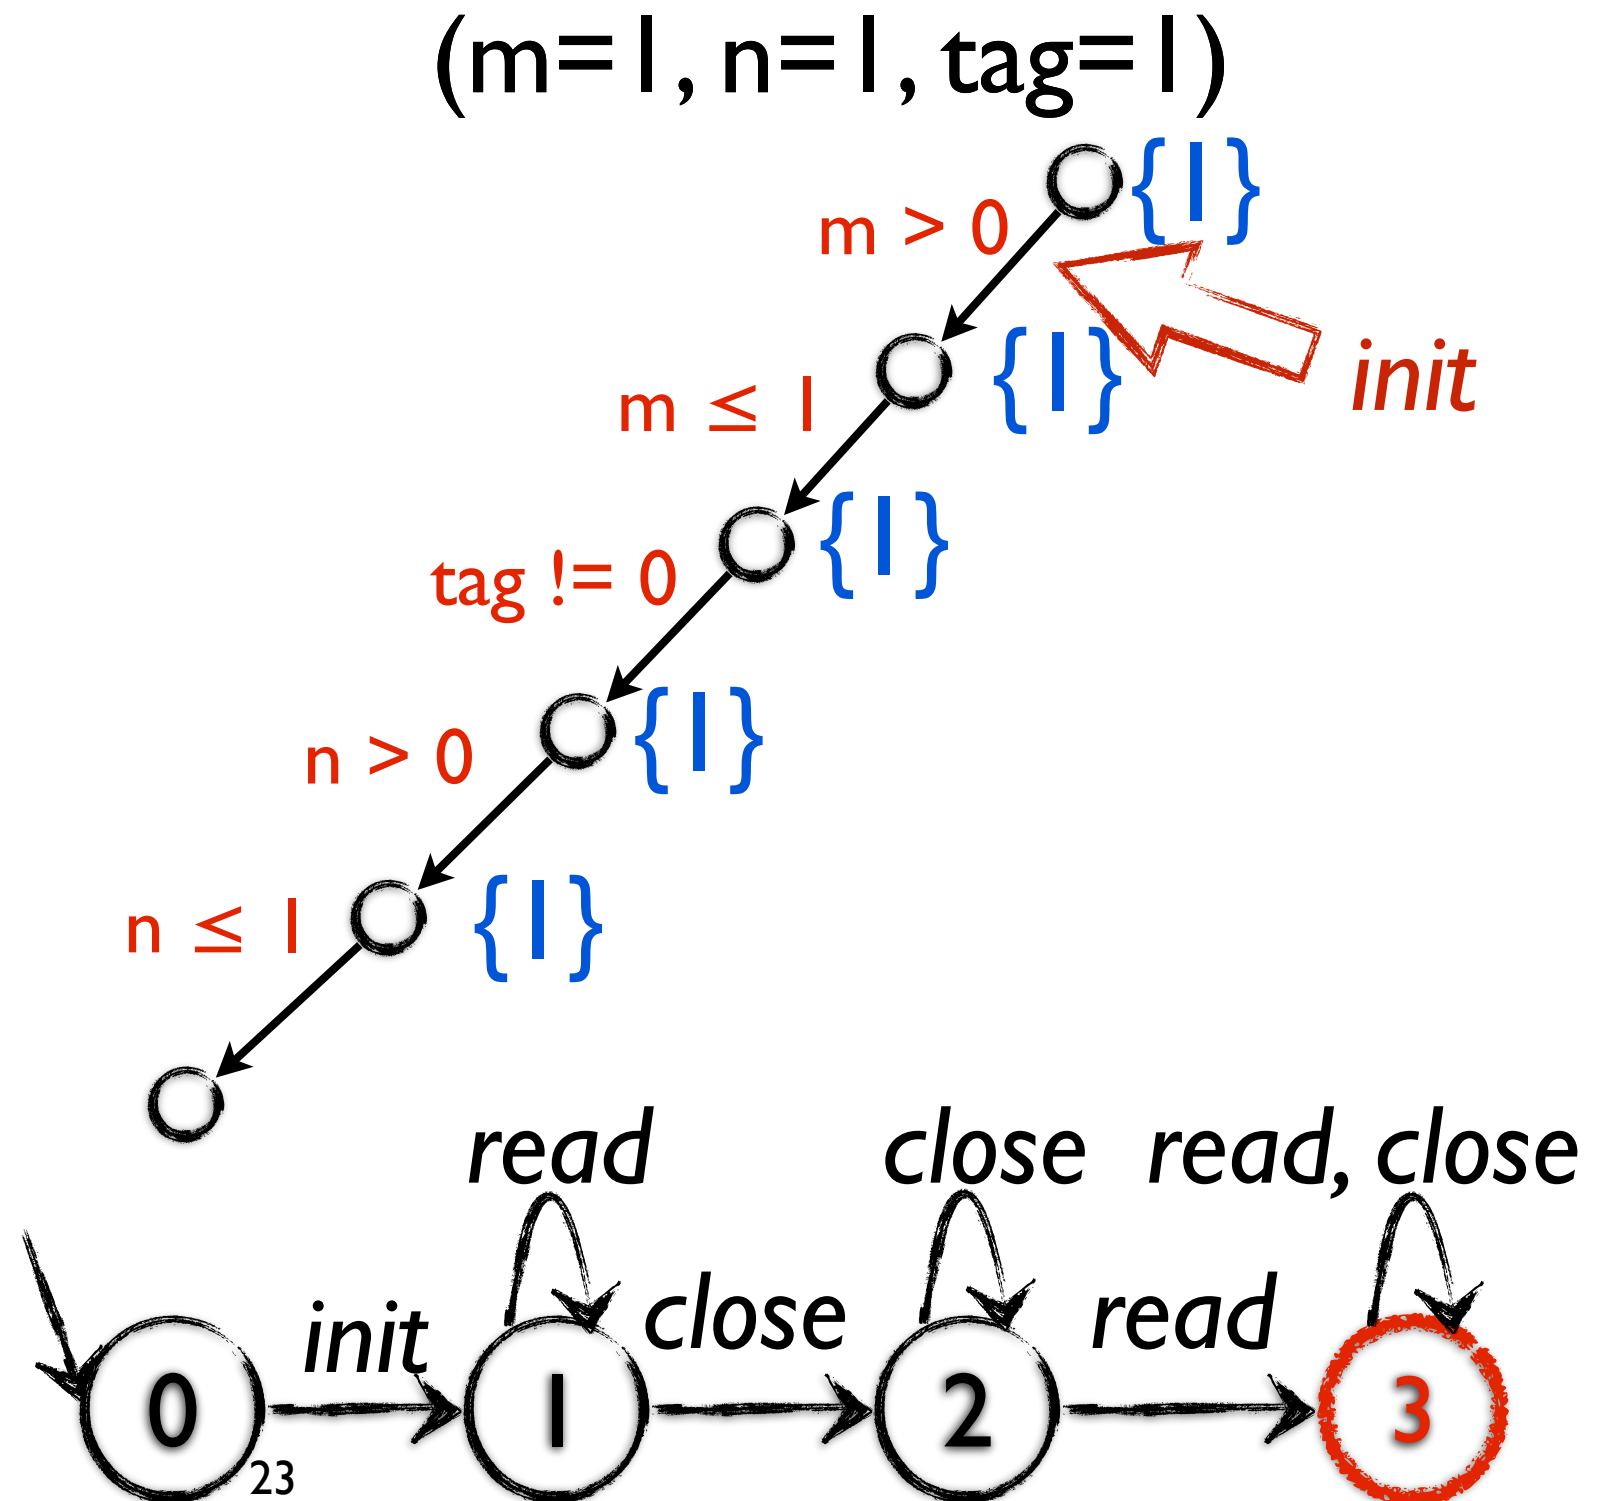 (m=1, n=1, tag=1)
{1}
m > 0
{1}
init
m ≤ 1
{1}
tag != 0
{1}
n > 0
{1}
n ≤ 1
read
close
read, close
init
close
read
0
1
2
3
23